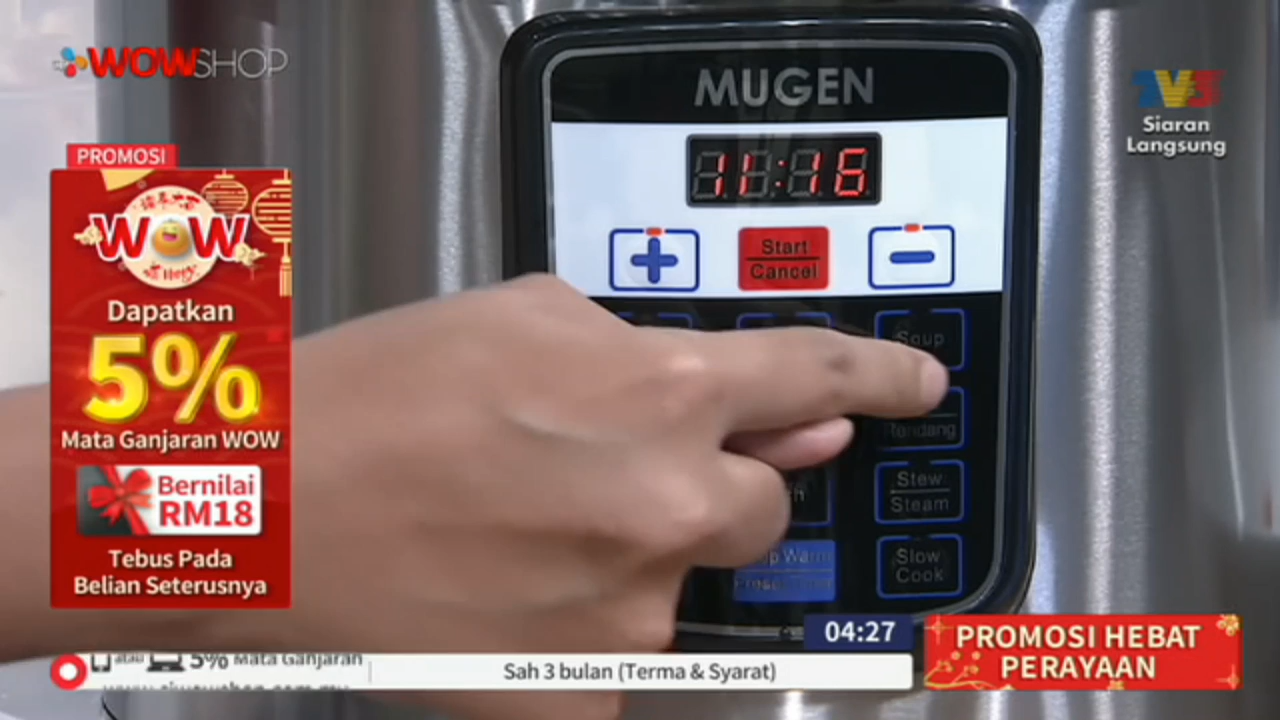 WOWSHOP
MUGEN
TV3
Siaran
Langsung
11:16
PROMOSI
WOW
Dapatkan
5%
Mata Ganjaran WOW
Bernilai
RM18
Tebus Pada
Belian Seterusnya
+
Start
Cancel
-
Soup
Rendang
Stew
Steam
Slow
Cook
04:27
PROMOSI HEBAT
PERAYAAN
atau 5% Mata Ganjaran
Sah 3 bulan (Terma & Syarat)